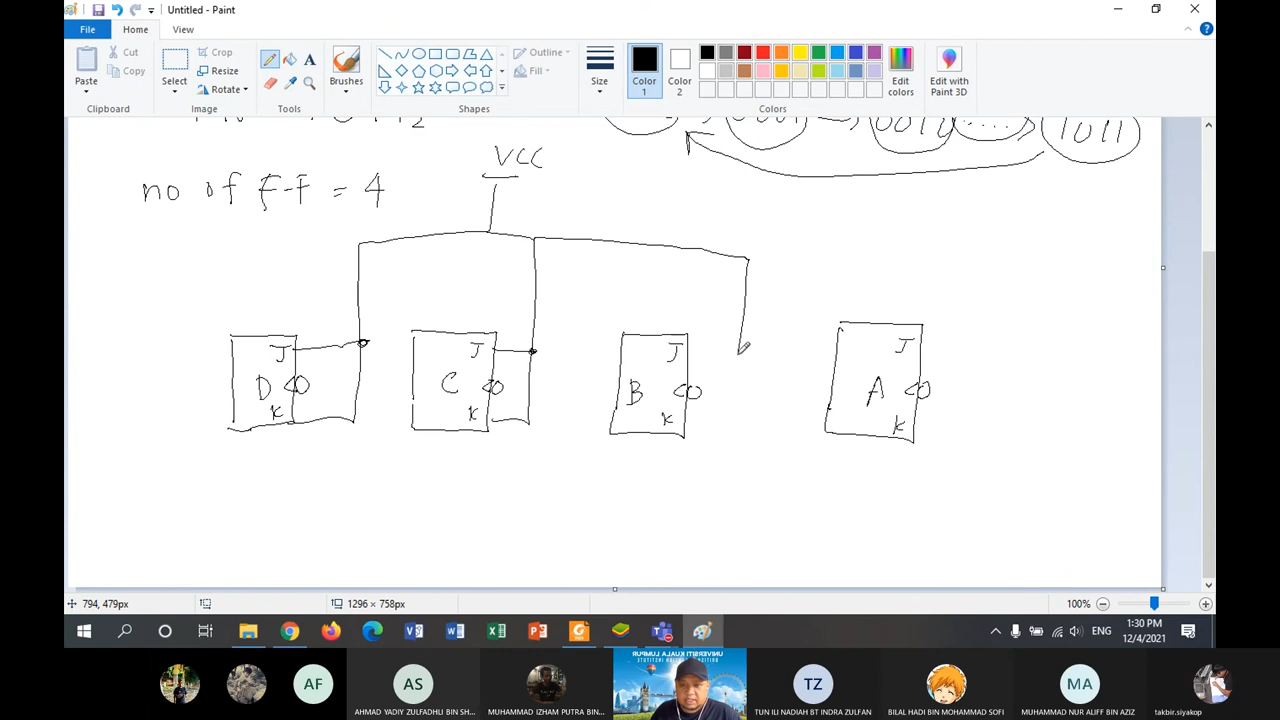 Untitled - Paint
File
Home
View
Paste
Cut
Copy
Clipboard
Select
Crop
Resize
Rotate
Image
Tools
Brushes
Outline
Fill
Shapes
Size
Color 1
Color 2
Edit colors
Colors
Edit with Paint 3D
1011
VCC
no of F-F = 4
J
D
K
J
C
K
J
B
K
J
A
K
794, 479px
1296 × 758px
100%
ENG
1:30 PM
12/4/2021
AF
AS
TZ
MA
AHMAD YADIY ZULFADHLI BIN SH...
MUHAMMAD IZHAM PUTRA BIN...
UNIVERSITI KUALA LUMPUR
TUN ILI NADIAH BT INDRA ZULFAN
BILAL HADI BIN MOHAMMAD SOFI
MUHAMMAD NUR ALIFF BIN AZIZ
takbir.siyakop